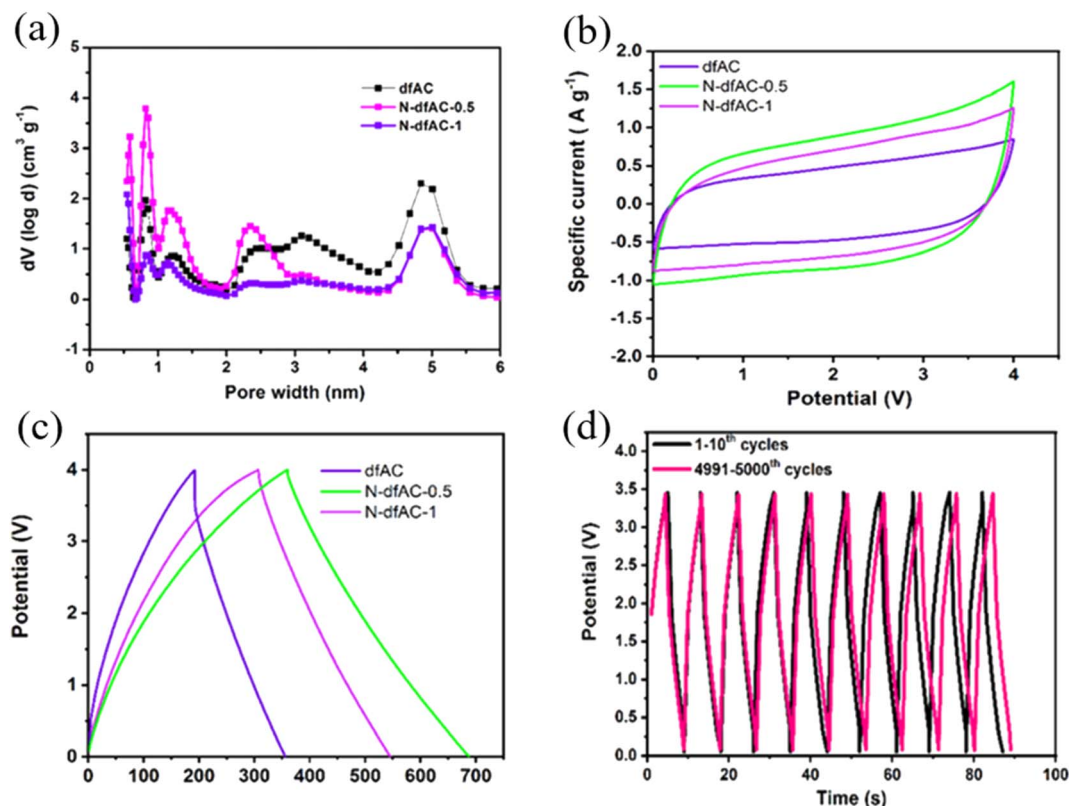 (a)
5
4
3
2
1
0
-1
dV (log d) (cm³ g⁻¹)
dfAC
N-dfAC-0.5
N-dfAC-1
0 1 2 3 4 5 6
Pore width (nm)
(b)
2.0
1.5
1.0
0.5
0.0
-0.5
-1.0
-1.5
-2.0
Specific current ( A g⁻¹)
dfAC
N-dfAC-0.5
N-dfAC-1
0 1 2 3 4
Potential (V)
(c)
5
4
3
2
1
0
Potential (V)
dfAC
N-dfAC-0.5
N-dfAC-1
0 100 200 300 400 500 600 700
(d)
4.0
3.5
3.0
2.5
2.0
1.5
1.0
0.5
0.0
Potential (V)
1-10th cycles
4991-5000th cycles
0 20 40 60 80 100
Time (s)